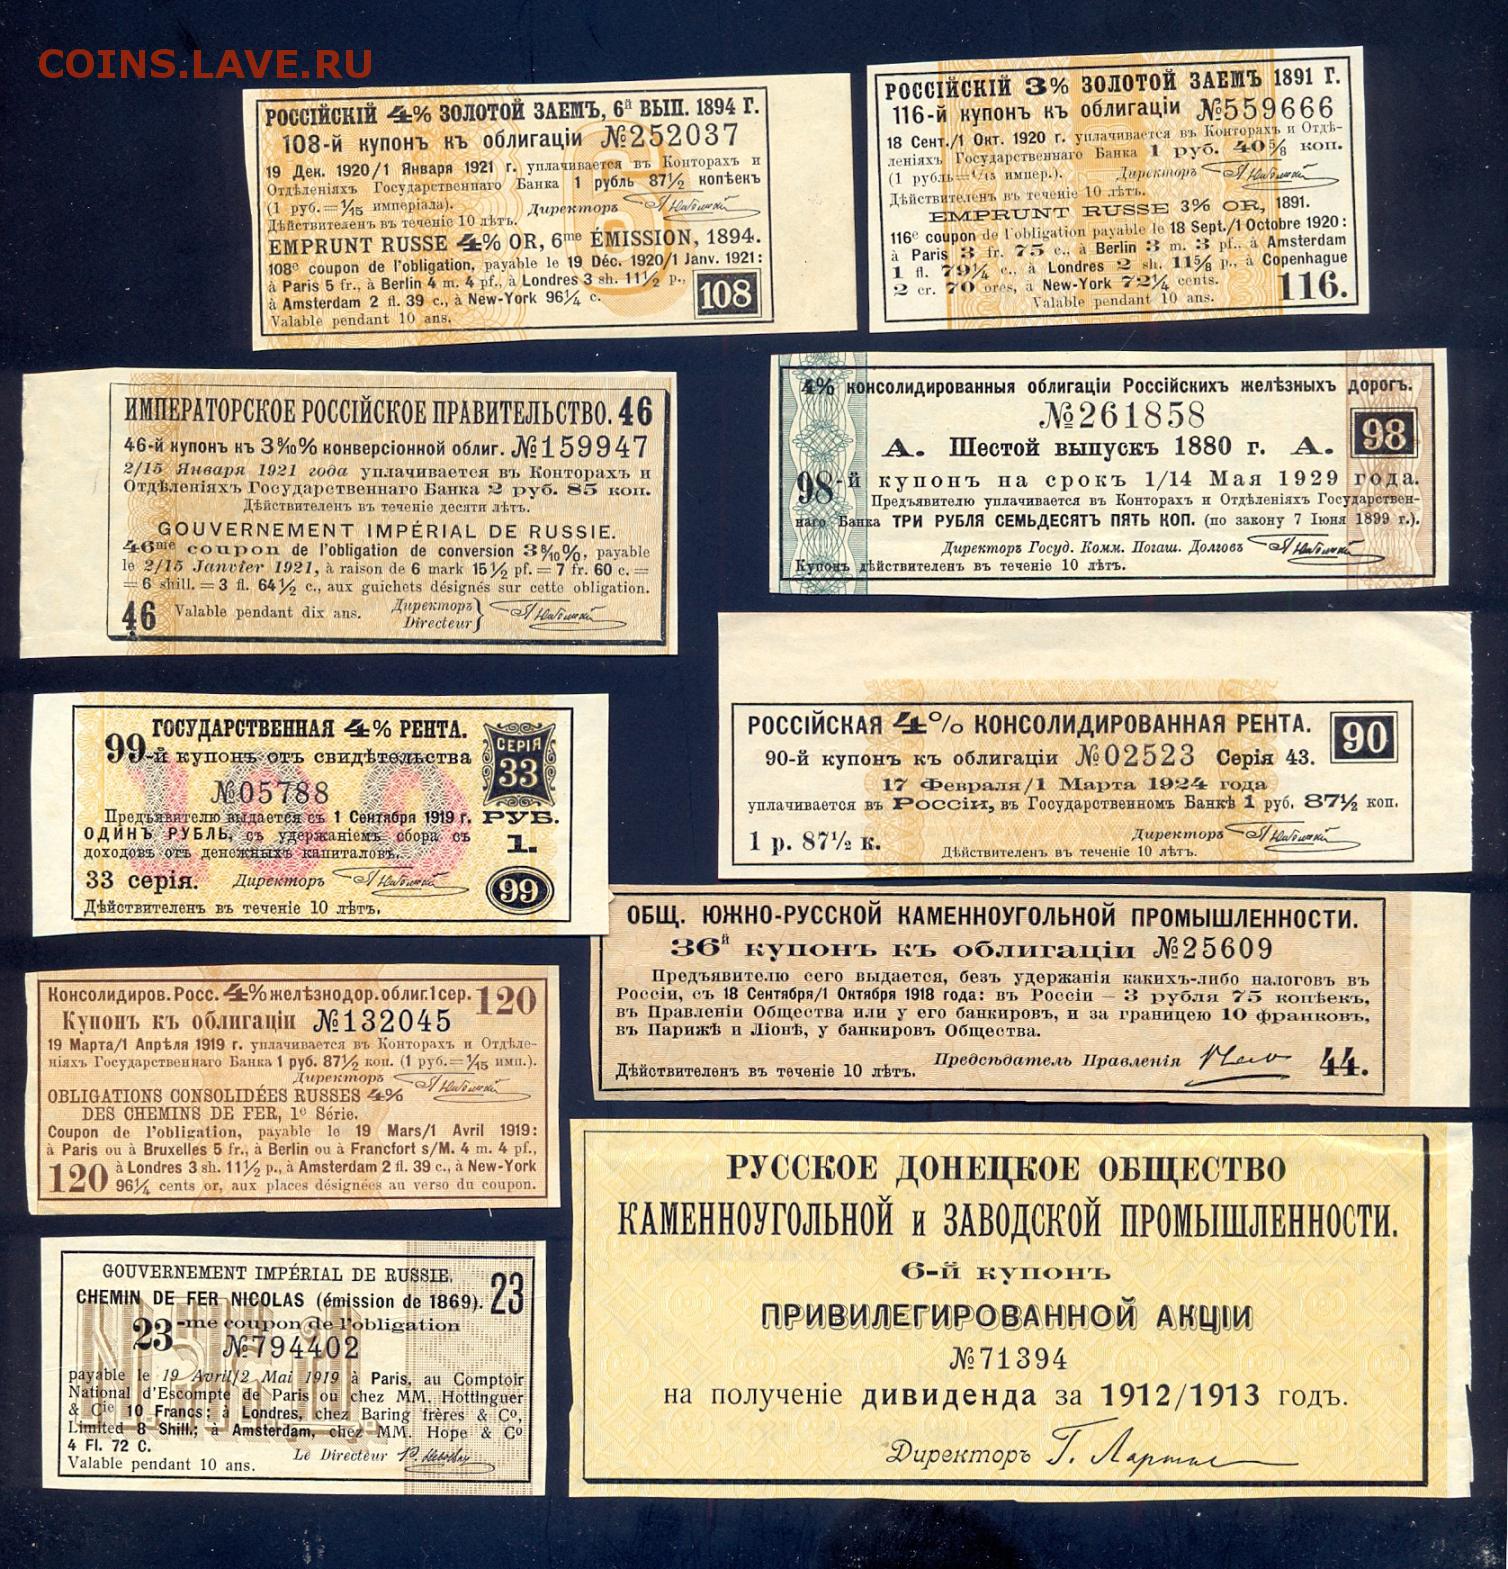 COINS.LAVE.RU
РОССІЙСКІЙ 4% ЗОЛОТОЙ ЗАЕМЪ, 6й ВЫП. 1894 Г.
108-й купонъ къ облигаціи №252037
19 Дек. 1920/1 Января 1921 г. уплачивается въ Конторахъ и
Отдѣленіяхъ Государственнаго Банка 1 рубль 87½ копѣекъ
(1 руб.=1/15 имперіала).
Директоръ
Дѣйствителенъ въ теченіе 10 лѣтъ.
EMPRUNT RUSSE 4% OR, 6me ÉMISSION, 1894.
108e coupon de l'obligation, payable le 19 Déc. 1920/1 Janv. 1921:
à Paris 5 fr., à Berlin 4 m. 4 pf., à Londres 3 sh. 11½ p.,
à Amsterdam 2 fl. 39 c., à New-York 96¼ c.
Valable pendant 10 ans.
108
РОССІЙСКІЙ 3% ЗОЛОТОЙ ЗАЕМЪ 1891 Г.
116-й купон къ облигаціи №559666
18 Сент./1 Окт. 1920 г. уплачивается въ Конторахъ и Отдѣ-
леніяхъ Государственнаго Банка 1 руб. 40⅝ коп.
(1 рубль=1/15 импер.). Директоръ
Дѣйствителенъ въ теченіе 10 лѣтъ.
EMPRUNT RUSSE 3% OR, 1891.
116e coupon de l'obligation payable le 18 Sept./1 Octobre 1920:
à Paris 3 fr. 75 c., à Berlin 3 m. 3 pf., à Amsterdam
1 fl. 79¼ c., à Londres 2 sh. 11⅝ p., à Copenhague
2 cr. 70 ores, à New-York 72¼ cents.
Valable pendant 10 ans.
116.
ИМПЕРАТОРСКОЕ РОССІЙСКОЕ ПРАВИТЕЛЬСТВО. 46
46-й купон къ 3 8/10% конверсіонной облиг. №159947
2/15 Января 1921 года уплачивается въ Конторахъ и
Отдѣленіяхъ Государственнаго Банка 2 руб. 85 коп.
Дѣйствителен въ теченіе десяти лѣтъ.
GOUVERNEMENT IMPÉRIAL DE RUSSIE.
46me coupon de l'obligation de conversion 3 8/10%, payable
le 2/15 Janvier 1921, à raison de 6 mark 15½ pf.=7 fr. 60 c.=
=6 shill.=3 fl. 64½ c., aux guichets désignés sur cette obligation.
46 Valable pendant dix ans.
Директоръ
Directeur
4% консолидированныя облигаціи Россійскихъ желѣзныхъ дорогъ.
№261858
А. Шестой выпускъ 1880 г. А.
98
98-й купонъ на срокъ 1/14 Мая 1929 года.
Предъявителю уплачивается въ Конторахъ и Отдѣленіяхъ Государствен-
наго Банка ТРИ РУБЛЯ СЕМЬДЕСЯТЪ ПЯТЬ КОП. (по закону 7 Іюня 1899 г.).
Директоръ Госуд. Комм. Погаш. Долговъ
Купонъ дѣйствителенъ въ теченіе 10 лѣтъ.
ГОСУДАРСТВЕННАЯ 4% РЕНТА.
99-й купонъ отъ свидѣтельства
№05788
100
СЕРІЯ
33
Предъявителю выдается съ 1 Сентября 1919 г.
РУБ.
ОДИНЪ РУБЛЬ, съ удержаніемъ сбора съ
1.
доходовъ отъ денежныхъ капиталовъ.
33 серія. Директоръ
99
Дѣйствителенъ въ теченіе 10 лѣтъ.
РОССІЙСКАЯ 4% КОНСОЛИДИРОВАННАЯ РЕНТА.
90
90-й купонъ къ облигаціи №02523 Серія 43.
17 Февраля/1 Марта 1924 года
уплачивается въ Россіи, въ Государственномъ Банкѣ 1 руб. 87½ коп.
Директоръ
1 р. 87½ к.
Дѣйствителенъ въ теченіе 10 лѣтъ.
ОБЩ. ЮЖНО-РУССКОЙ КАМЕННОУГОЛЬНОЙ ПРОМЫШЛЕННОСТИ.
36й купонъ къ облигаціи №25609
Предъявителю сего выдается, безъ удержанія какихъ-либо налоговъ въ
Россіи, съ 18 Сентября/1 Октября 1918 года: въ Россіи — 3 рубля 75 копѣекъ,
въ Правленіи Общества или у его банкировъ, и за границею 10 франковъ,
въ Парижѣ и Ліонѣ, у банкировъ Общества.
Предсѣдатель Правленія
Дѣйствителенъ въ теченіе 10 лѣтъ.
44.
Консолидиров. Росс. 4% желѣзнодор. облиг. 1 сер. 120
Купонъ къ облигаціи №132045
19 Марта/1 Апрѣля 1919 г. уплачивается въ Конторахъ и Отдѣле-
ніяхъ Государственнаго Банка 1 руб. 87½ коп. (1 руб.=1/15 имп.).
Директоръ
OBLIGATIONS CONSOLIDÉES RUSSES 4%
DES CHEMINS DE FER, 1e Série.
Coupon de l'obligation, payable le 19 Mars/1 Avril 1919:
à Paris ou à Bruxelles 5 fr., à Berlin ou à Francfort s/M. 4 m. 4 pf.,
à Londres 3 sh. 11½ p., à Amsterdam 2 fl. 39 c., à New-York
120 96¼ cents or, aux places désignées au verso du coupon.
РУССКОЕ ДОНЕЦКОЕ ОБЩЕСТВО
КАМЕННОУГОЛЬНОЙ и ЗАВОДСКОЙ ПРОМЫШЛЕННОСТИ.
6-й купонъ
ПРИВИЛЕГИРОВАННОЙ АКЦІИ
№71394
на полученіе дивиденда за 1912/1913 годъ.
Директоръ
GOUVERNEMENT IMPÉRIAL DE RUSSIE.
CHEMIN DE FER NICOLAS (émission de 1869).
23
23-me coupon de l'obligation
№794402
payable le 19 Avril/2 Mai 1919 à Paris, au Comptoir
National d'Escompte de Paris ou chez MM. Hottinguer
& Cie 10 Francs; à Londres, chez Baring frères & Co,
Limited 8 Shill.; à Amsterdam, chez MM. Hope & Co
4 Fl. 72 C.
Le Directeur
Valable pendant 10 ans.